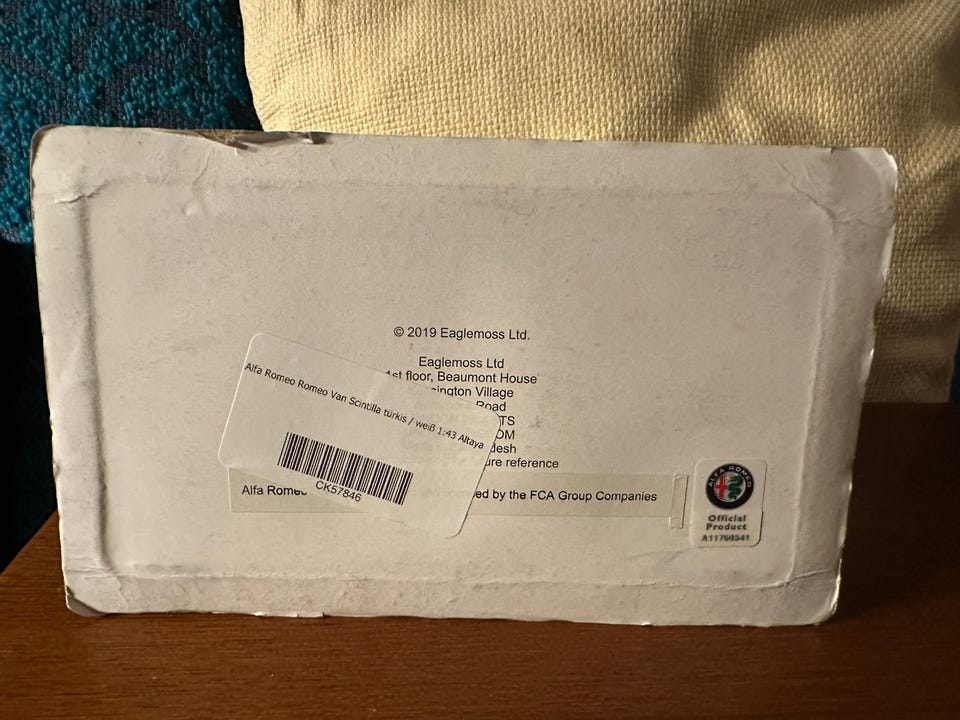 © 2019 Eaglemoss Ltd.
Eaglemoss Ltd
1st floor, Beaumont House
ington Village
Road
TS
OM
desh
ure reference
Alfa Romeo Romeo Van Scintilla türkis / weiß 1:43 Altaya
CK57846
Alfa Romeo
ed by the FCA Group Companies
ALFA ROMEO
Official
Product
A11769341